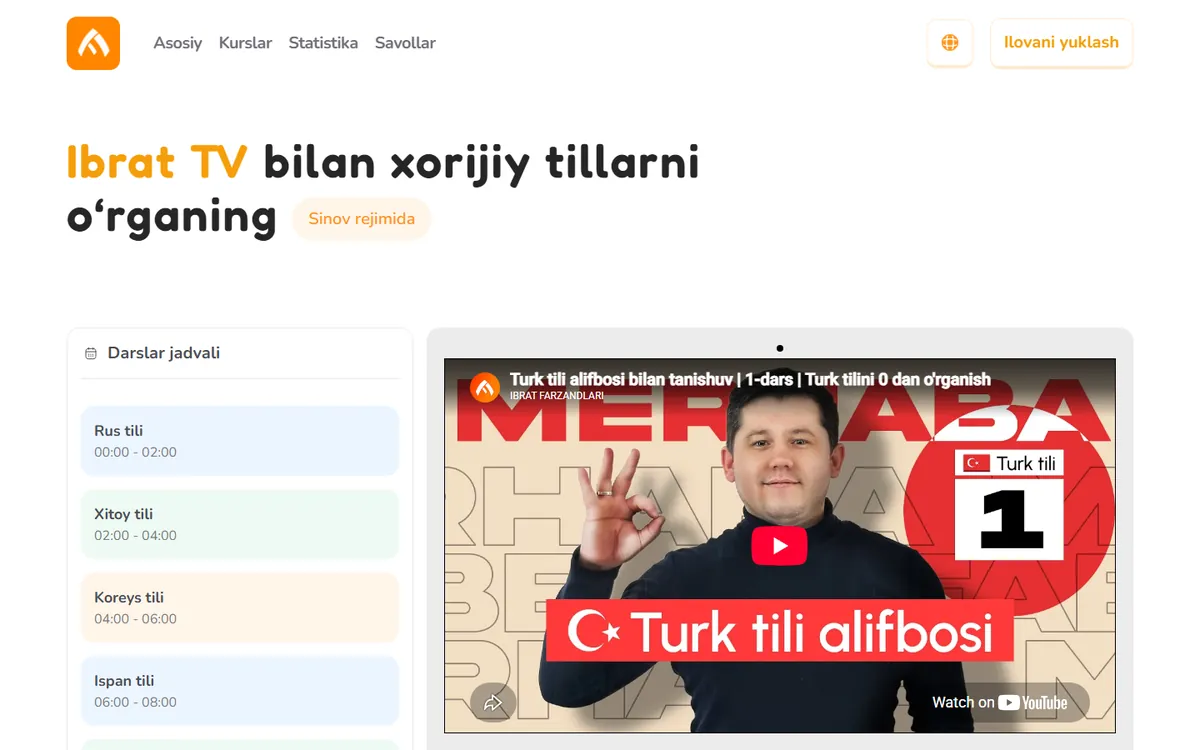 Asosiy Kurslar Statistika Savollar
Ilovani yuklash
Ibrat TV bilan xorijiy tillarni
oʻrganing Sinov rejimida
Darslar jadvali
Rus tili
00:00 - 02:00
Xitoy tili
02:00 - 04:00
Koreys tili
04:00 - 06:00
Ispan tili
06:00 - 08:00
Turk tili alifbosi bilan tanishuv | 1-dars | Turk tilini 0 dan o'rganish
IBRAT FARZANDLARI
Turk tili
1
Turk tili alifbosi
Watch on YouTube